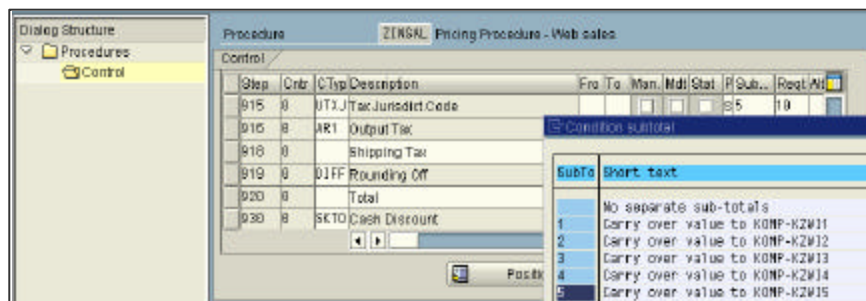 Dialog Structure
Procedures
Control
Procedure ZINSAL Pricing Procedure - Web sales
Control
Step Cntr CTyp Description Fro To Man. Mdt Stat P Sub... Reqt Alt
915 0 UTXJ Tax Jurisdict.Code S 5 10
916 0 AR1 Output Tax
918 0 Shipping Tax
919 0 DIFF Rounding Off
920 0 Total
930 0 SKTO Cash Discount
Condition subtotal
SubTo Short text
No separate sub-totals
1 Carry over value to KOMP-KZWI1
2 Carry over value to KOMP-KZWI2
3 Carry over value to KOMP-KZWI3
4 Carry over value to KOMP-KZWI4
5 Carry over value to KOMP-KZWI5